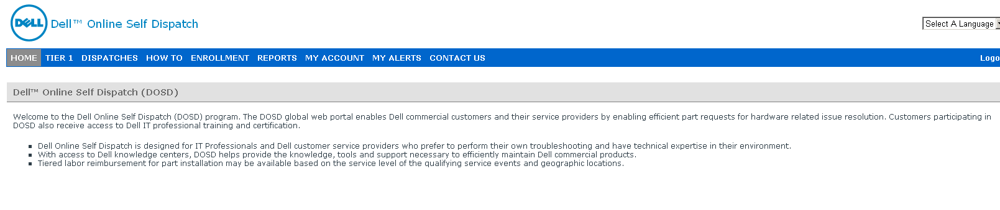 DELL Dell™ Online Self Dispatch
Select A Language
HOME TIER 1 DISPATCHES HOW TO ENROLLMENT REPORTS MY ACCOUNT MY ALERTS CONTACT US Logo
Dell™ Online Self Dispatch (DOSD)
Welcome to the Dell Online Self Dispatch (DOSD) program. The DOSD global web portal enables Dell commercial customers and their service providers by enabling efficient part requests for hardware related issue resolution. Customers participating in
DOSD also receive access to Dell IT professional training and certification.
Dell Online Self Dispatch is designed for IT Professionals and Dell customer service providers who prefer to perform their own troubleshooting and have technical expertise in their environment.
With access to Dell knowledge centers, DOSD helps provide the knowledge, tools and support necessary to efficiently maintain Dell commercial products.
Tiered labor reimbursement for part installation may be available based on the service level of the qualifying service events and geographic locations.